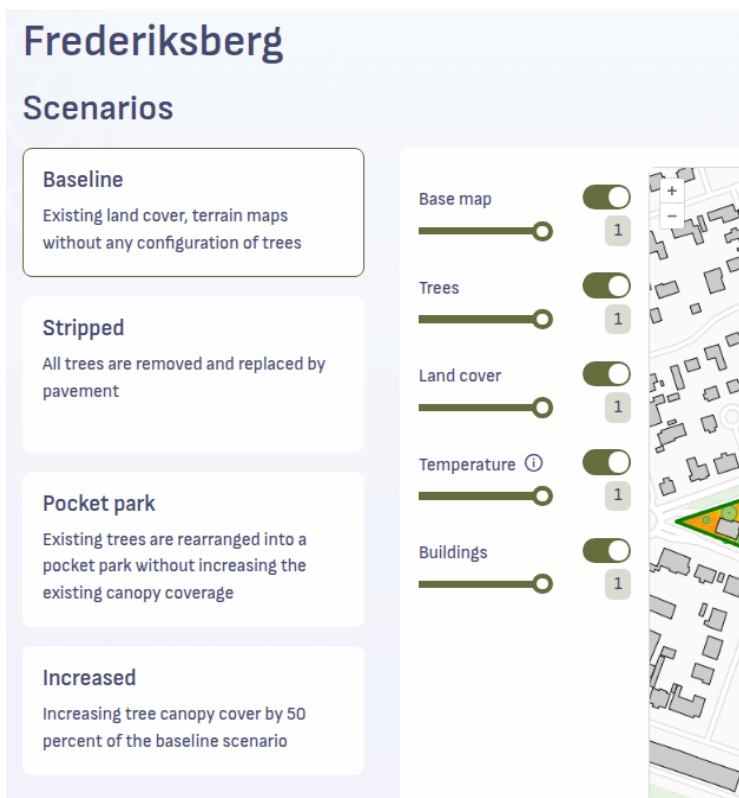 Frederiksberg
Scenarios
Baseline
Existing land cover, terrain maps
without any configuration of trees
Stripped
All trees are removed and replaced by
pavement
Pocket park
Existing trees are rearranged into a
pocket park without increasing the
existing canopy coverage
Increased
Increasing tree canopy cover by 50
percent of the baseline scenario
Base map
1
Trees
1
Land cover
1
Temperature
1
Buildings
1
+
−